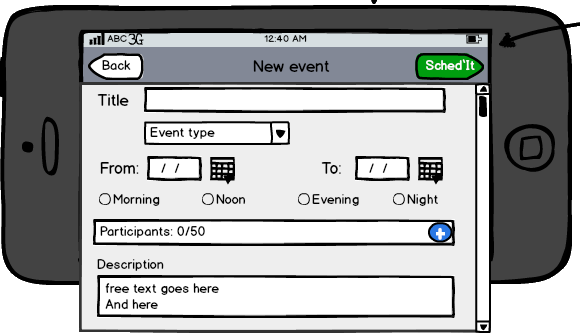 ABC 3G 12:40 AM
Back New event Sched'It
Title
Event type
From: / / To: / /
Morning Noon Evening Night
Participants: 0/50
Description
free text goes here
And here